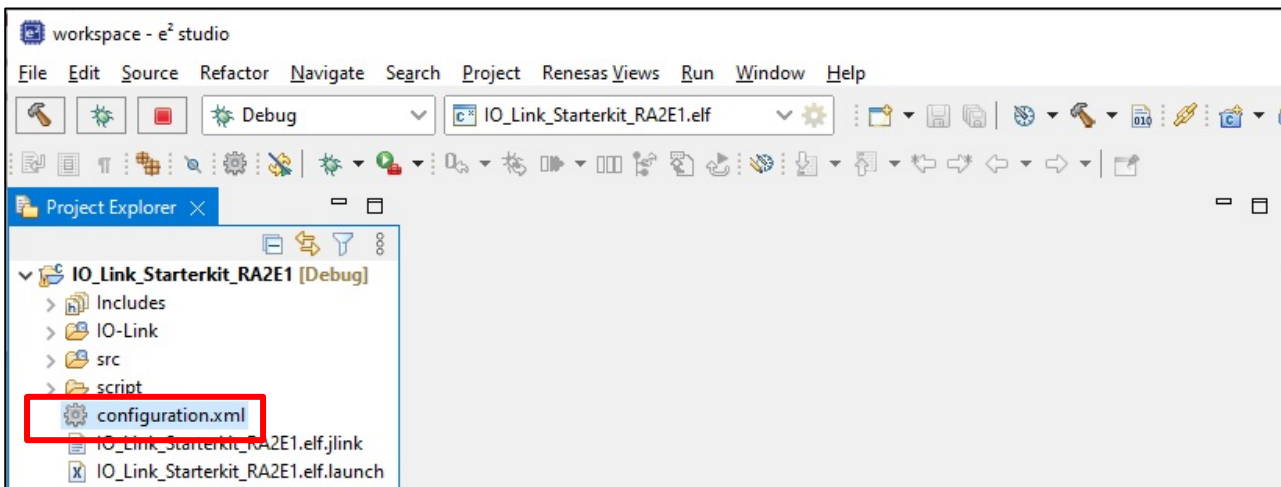 workspace - e² studio
File Edit Source Refactor Navigate Search Project Renesas Views Run Window Help
Debug IO_Link_Starterkit_RA2E1.elf
Project Explorer
IO_Link_Starterkit_RA2E1 [Debug]
Includes
IO-Link
src
script
configuration.xml
IO_Link_Starterkit_RA2E1.elf.jlink
IO_Link_Starterkit_RA2E1.elf.launch